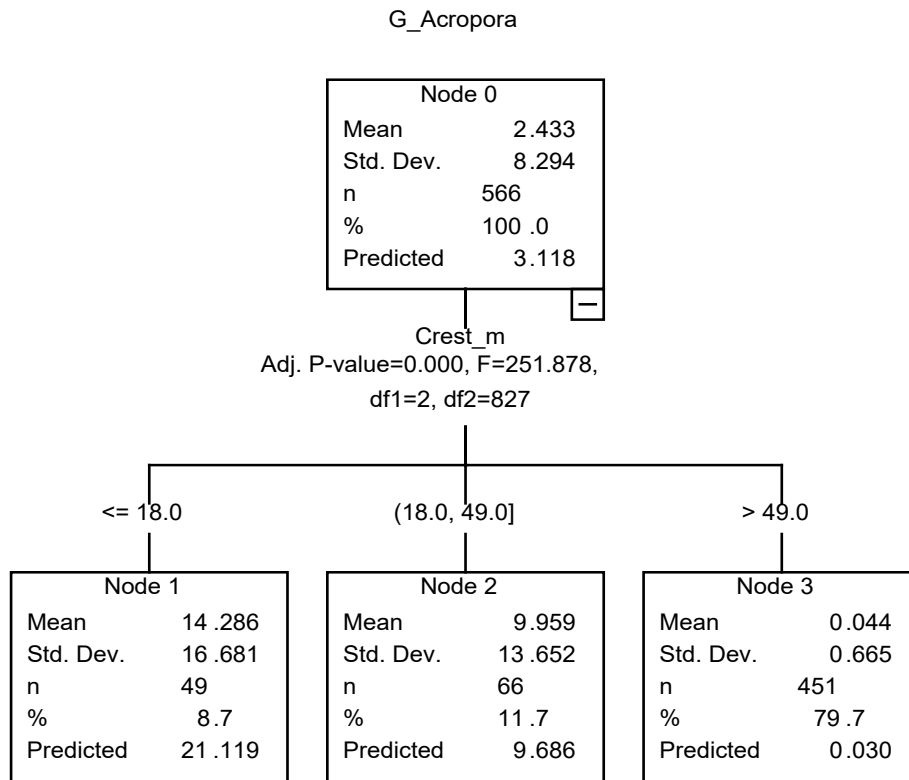 G_Acropora
Node 0
Mean 2.433
Std. Dev. 8.294
n 566
% 100 .0
Predicted 3.118
Crest_m
Adj. P-value=0.000, F=251.878,
df1=2, df2=827
<= 18.0
(18.0, 49.0]
> 49.0
Node 1
Mean 14 .286
Std. Dev. 16 .681
n 49
% 8.7
Predicted 21 .119
Node 2
Mean 9.959
Std. Dev. 13 .652
n 66
% 11 .7
Predicted 9.686
Node 3
Mean 0.044
Std. Dev. 0.665
n 451
% 79 .7
Predicted 0.030